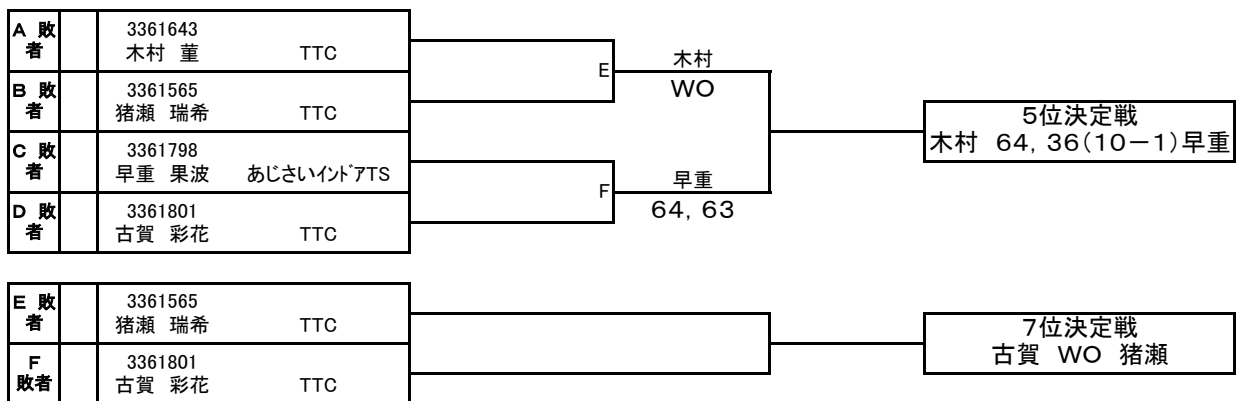 A 敗者 3361643
木村 菫 TTC
B 敗者 3361565
猪瀬 瑞希 TTC
C 敗者 3361798
早重 果波 あじさいインドアTS
D 敗者 3361801
古賀 彩花 TTC
E
木村
WO
F
早重
64, 63
5位決定戦
木村 64, 36(10-1)早重
E 敗者 3361565
猪瀬 瑞希 TTC
F 敗者 3361801
古賀 彩花 TTC
7位決定戦
古賀 WO 猪瀬